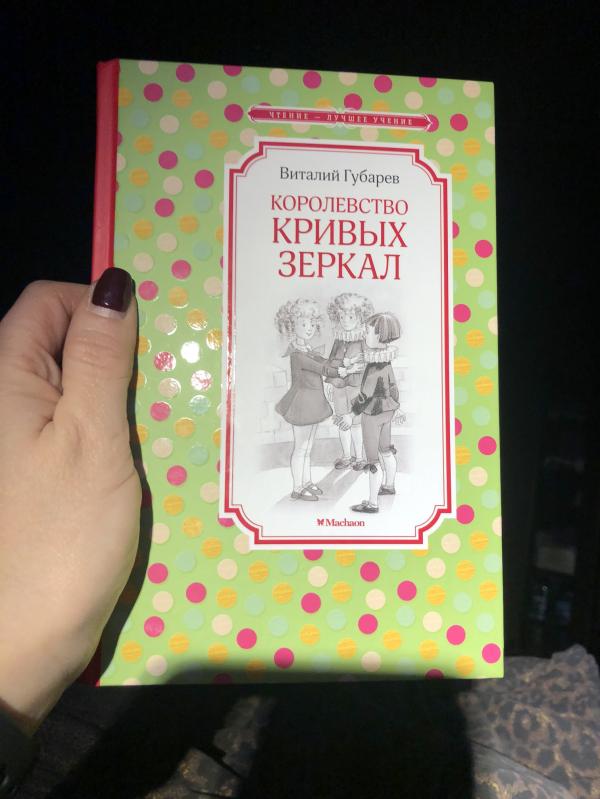 ЧТЕНИЕ – ЛУЧШЕЕ УЧЕНИЕ
Виталий Губарев
КОРОЛЕВСТВО
КРИВЫХ
ЗЕРКАЛ
Machaon